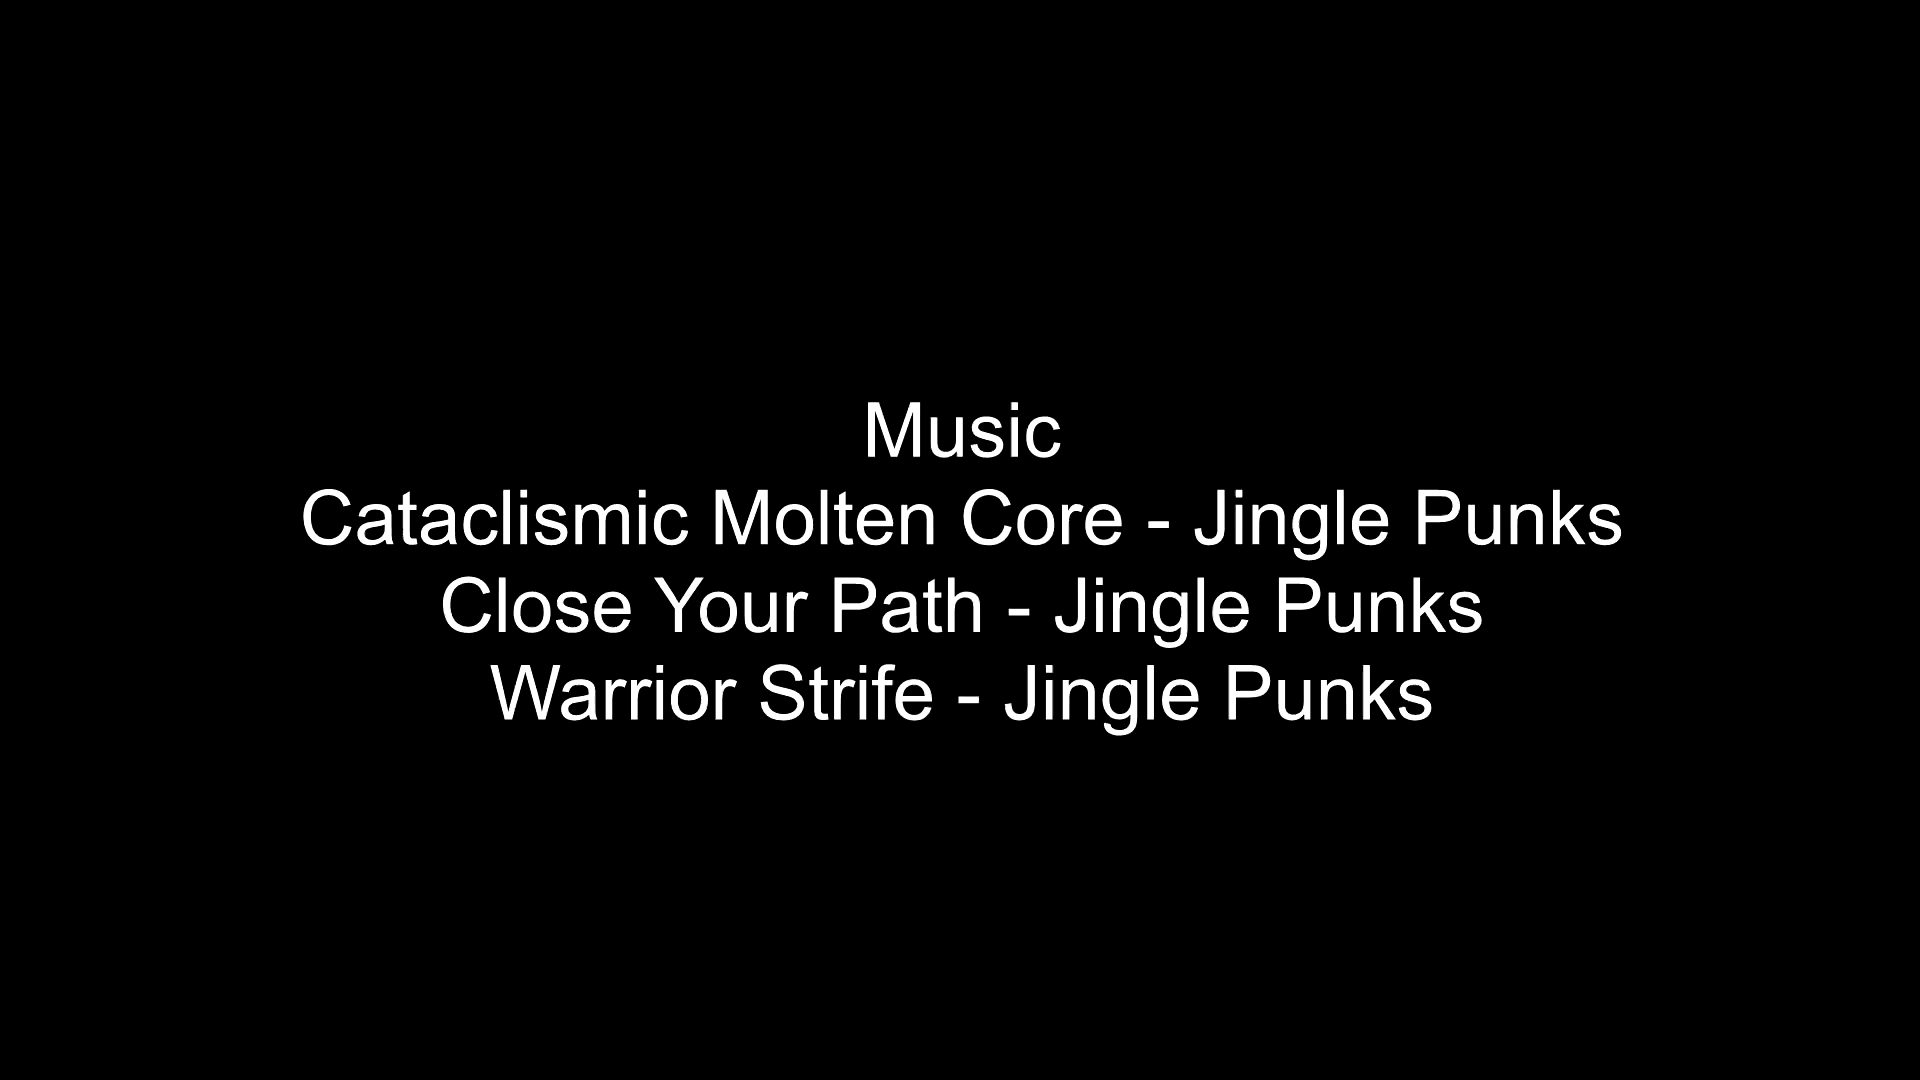 Music
Cataclismic Molten Core - Jingle Punks
Close Your Path - Jingle Punks
Warrior Strife - Jingle Punks